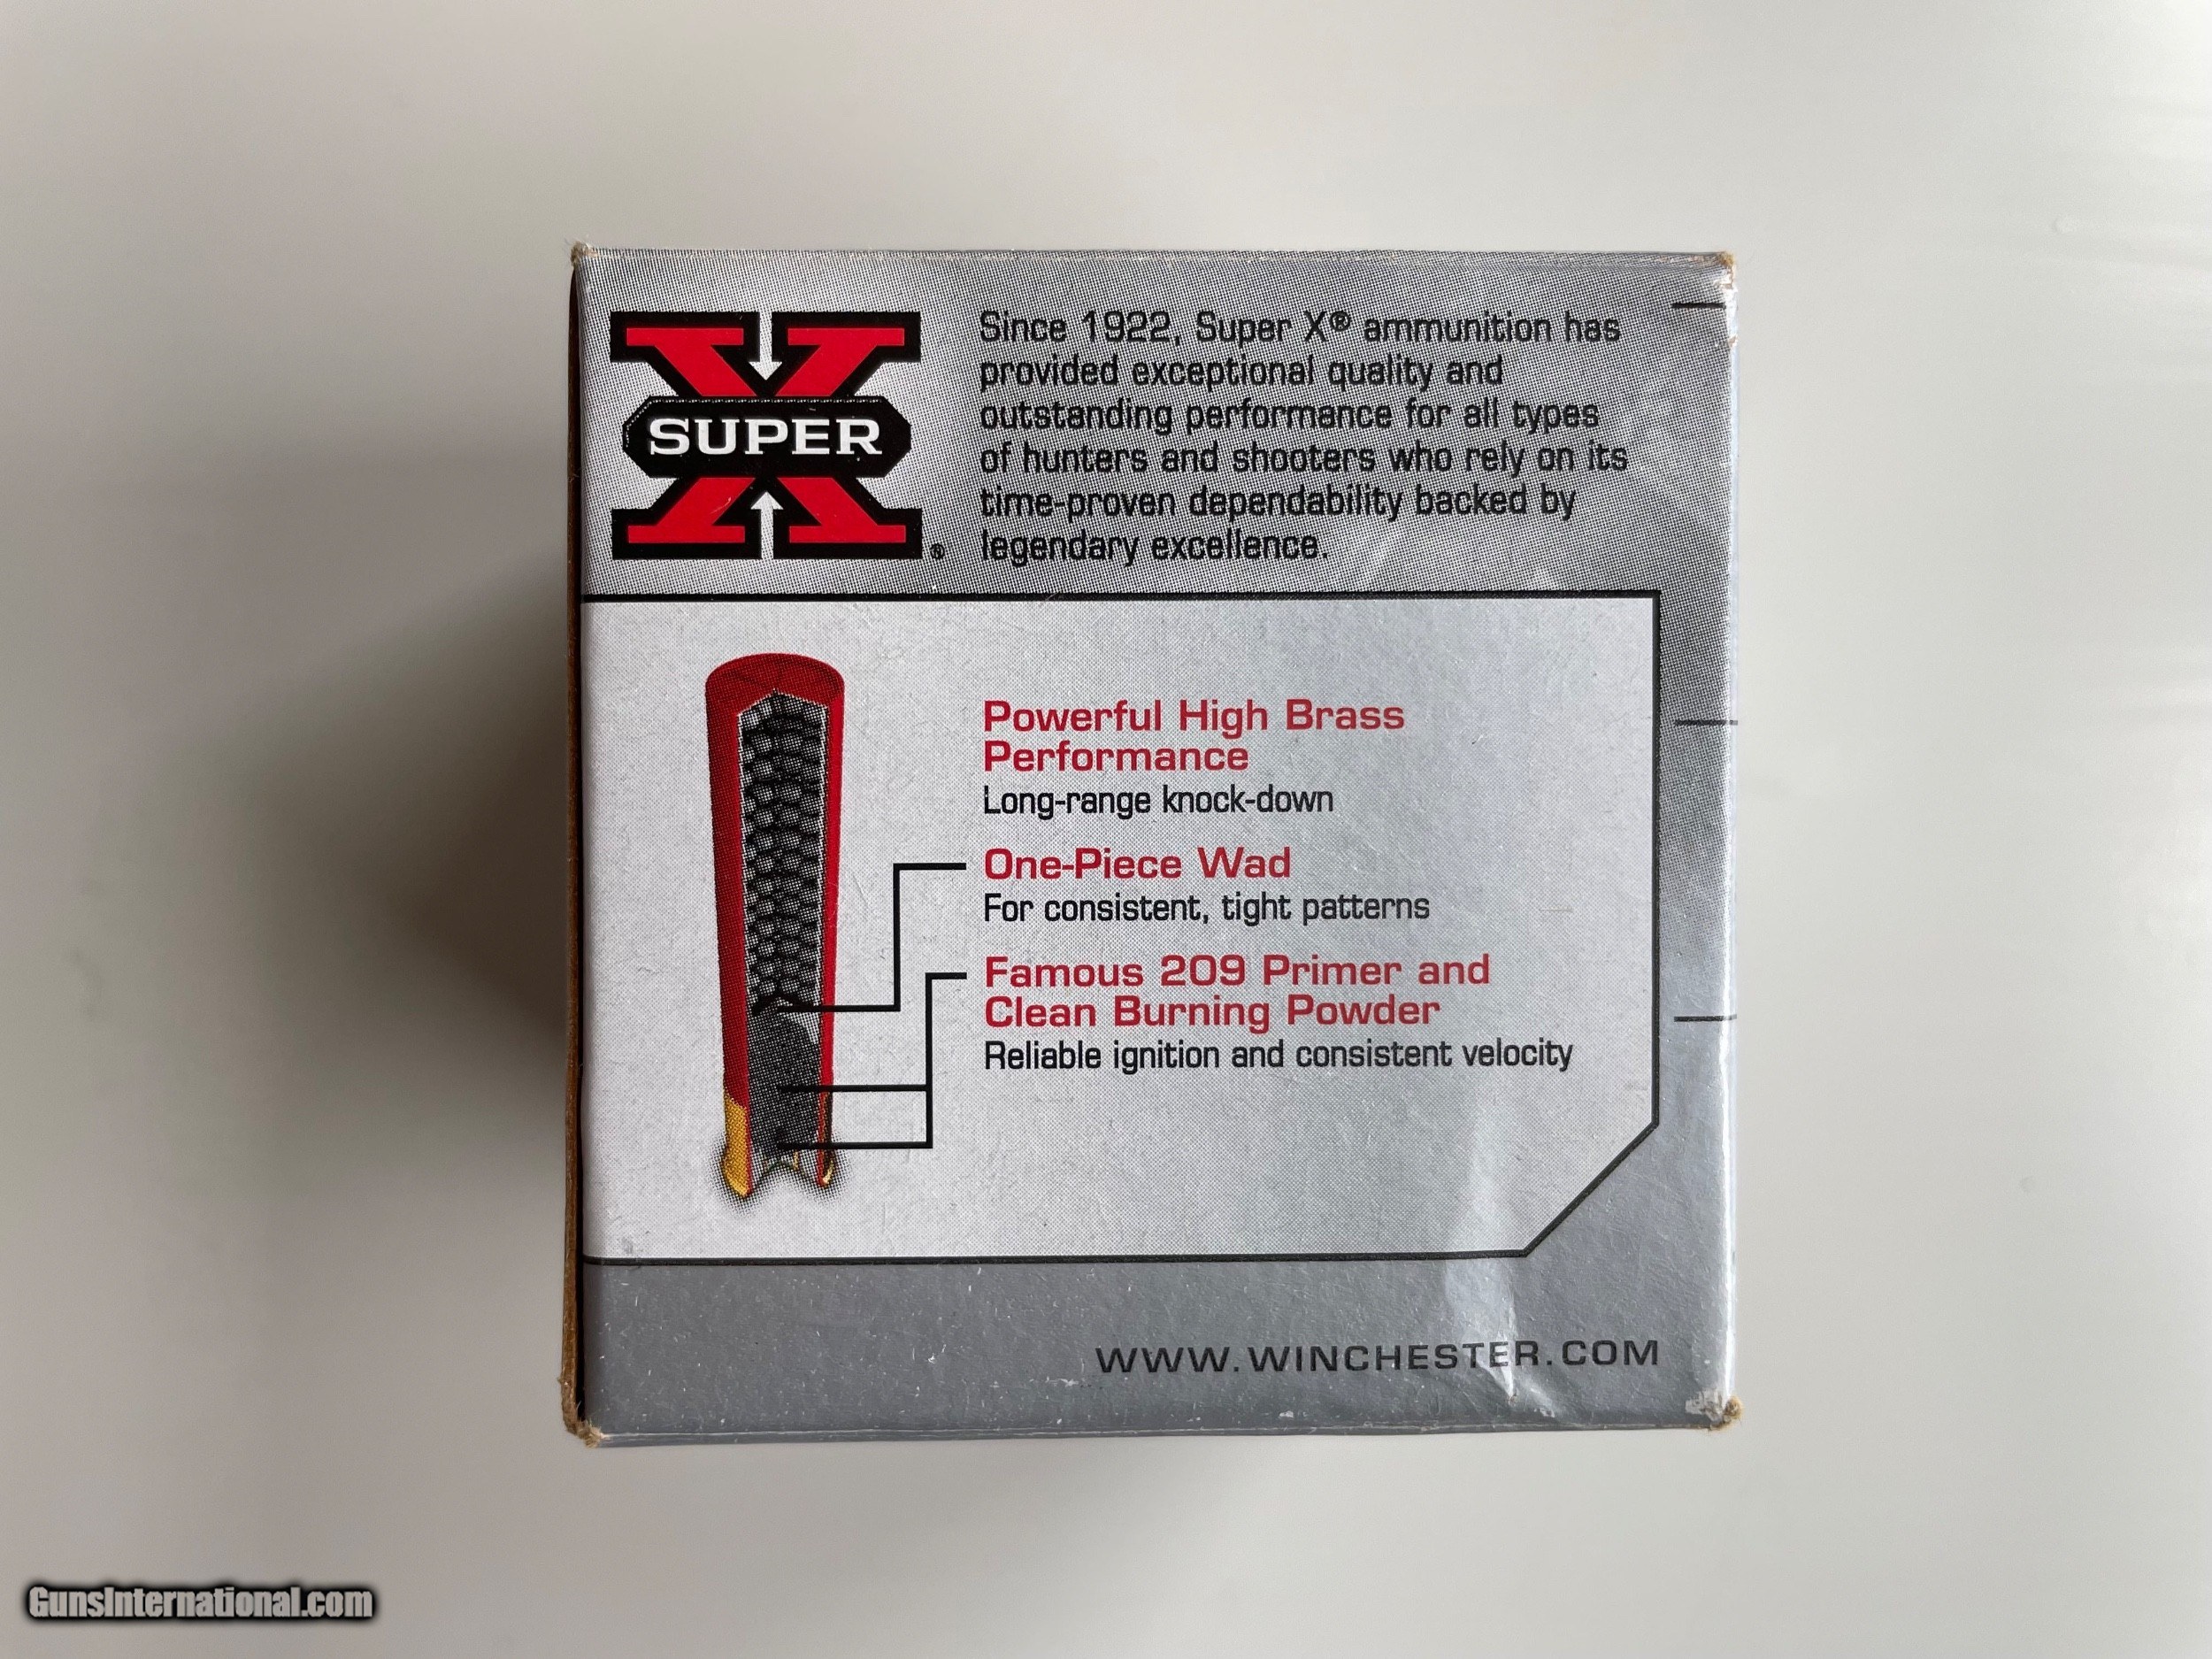 SUPER
X
®
Since 1922, Super X® ammunition has
provided exceptional quality and
outstanding performance for all types
of hunters and shooters who rely on its
time-proven dependability backed by
legendary excellence.
Powerful High Brass
Performance
Long-range knock-down
One-Piece Wad
For consistent, tight patterns
Famous 209 Primer and
Clean Burning Powder
Reliable ignition and consistent velocity
WWW.WINCHESTER.COM
GunsInternational.com